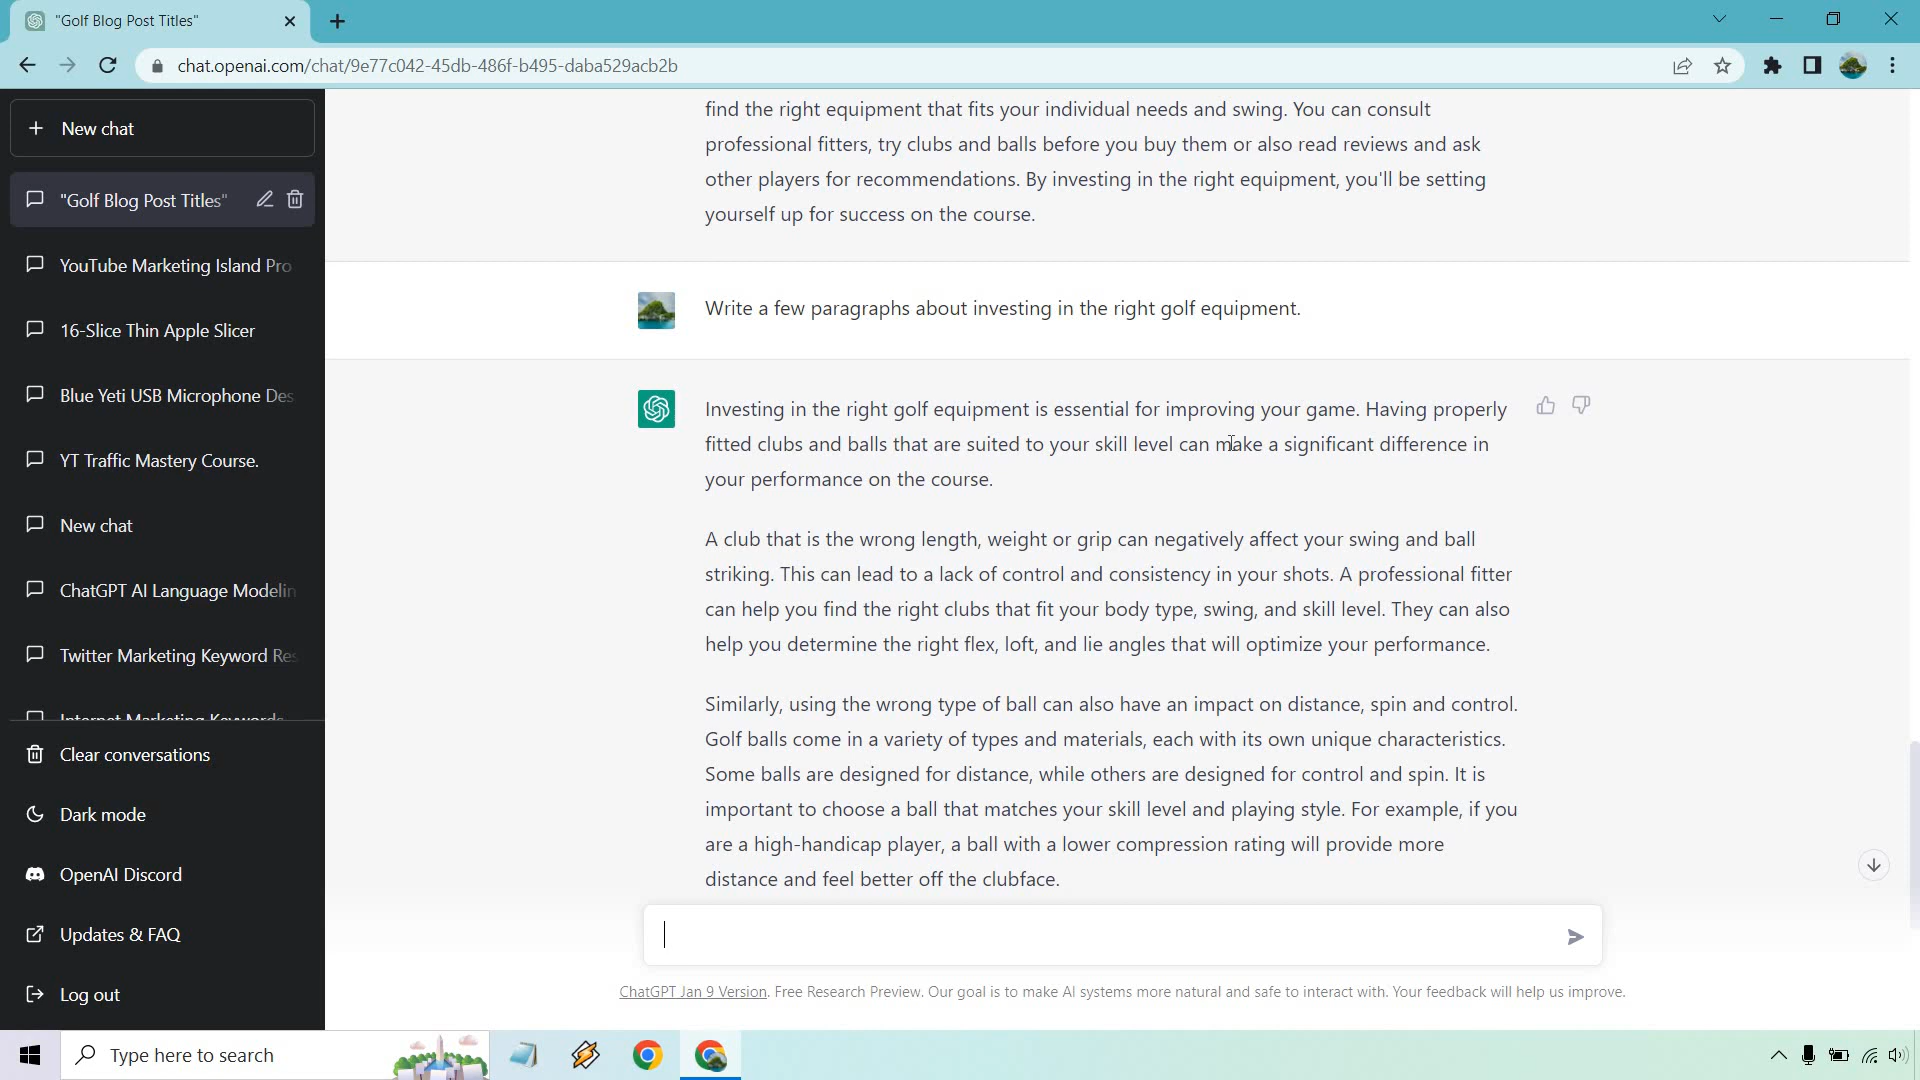 "Golf Blog Post Titles"
chat.openai.com/chat/9e77c042-45db-486f-b495-daba529acb2b
New chat
"Golf Blog Post Titles"
YouTube Marketing Island Pro
16-Slice Thin Apple Slicer
Blue Yeti USB Microphone Des
YT Traffic Mastery Course.
New chat
ChatGPT AI Language Modelin
Twitter Marketing Keyword Res
Internet Marketing Keywords
Clear conversations
Dark mode
OpenAI Discord
Updates & FAQ
Log out
find the right equipment that fits your individual needs and swing. You can consult
professional fitters, try clubs and balls before you buy them or also read reviews and ask
other players for recommendations. By investing in the right equipment, you'll be setting
yourself up for success on the course.
Write a few paragraphs about investing in the right golf equipment.
Investing in the right golf equipment is essential for improving your game. Having properly
fitted clubs and balls that are suited to your skill level can make a significant difference in
your performance on the course.
A club that is the wrong length, weight or grip can negatively affect your swing and ball
striking. This can lead to a lack of control and consistency in your shots. A professional fitter
can help you find the right clubs that fit your body type, swing, and skill level. They can also
help you determine the right flex, loft, and lie angles that will optimize your performance.
Similarly, using the wrong type of ball can also have an impact on distance, spin and control.
Golf balls come in a variety of types and materials, each with its own unique characteristics.
Some balls are designed for distance, while others are designed for control and spin. It is
important to choose a ball that matches your skill level and playing style. For example, if you
are a high-handicap player, a ball with a lower compression rating will provide more
distance and feel better off the clubface.
ChatGPT Jan 9 Version. Free Research Preview. Our goal is to make AI systems more natural and safe to interact with. Your feedback will help us improve.
Type here to search